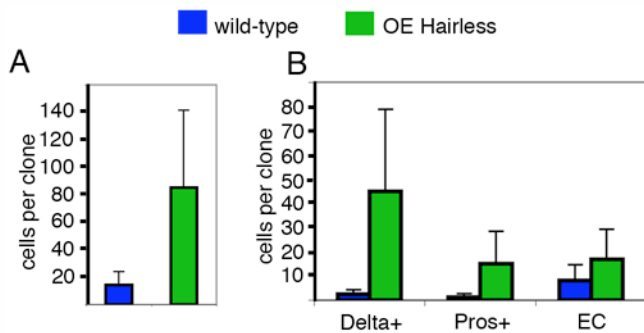 wild-type OE Hairless
A
cells per clone
140
120
100
80
60
40
20
B
cells per clone
80
70
60
50
40
30
20
10
Delta+ Pros+ EC